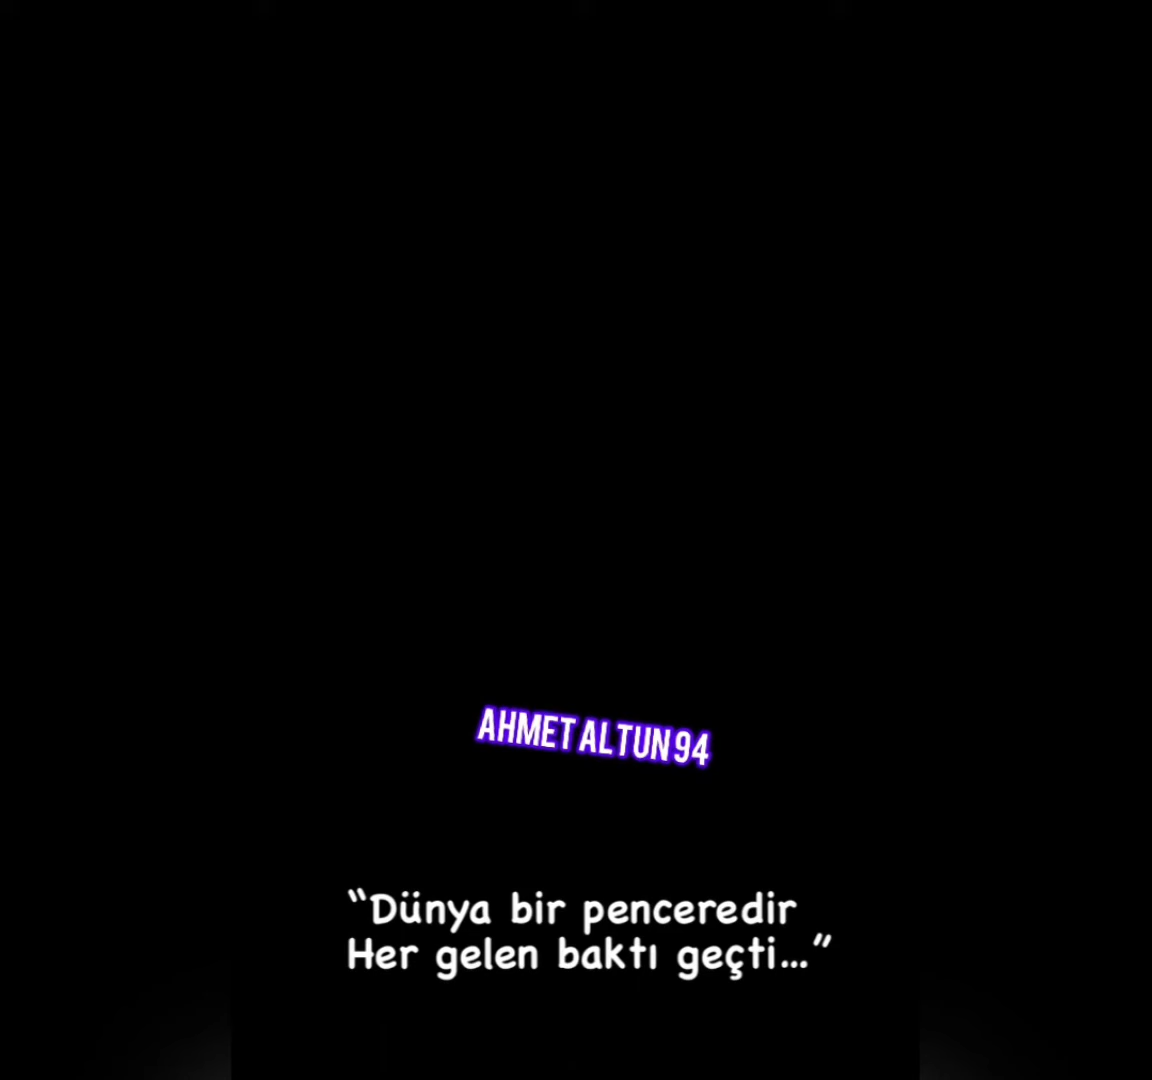 AHMET ALTUN 94
“Dünya bir penceredir
Her gelen baktı geçti...”